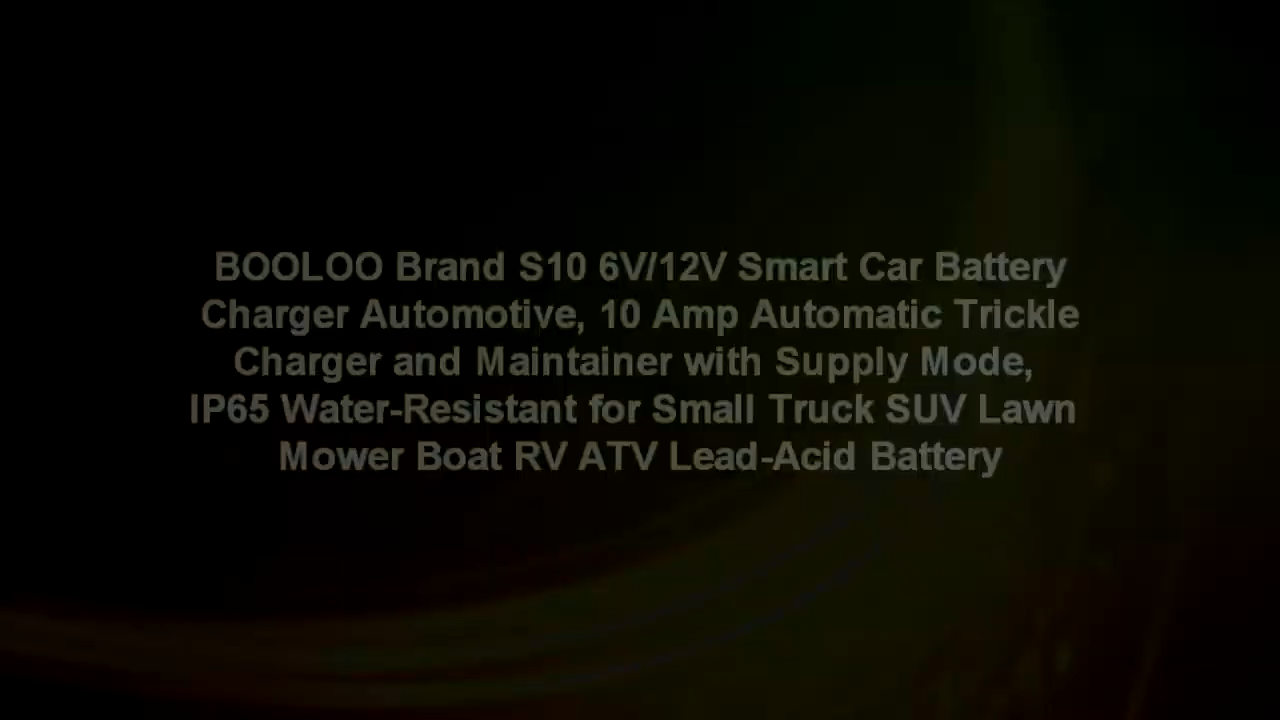 BOOLOO Brand S10 6V/12V Smart Car Battery
Charger Automotive, 10 Amp Automatic Trickle
Charger and Maintainer with Supply Mode,
IP65 Water-Resistant for Small Truck SUV Lawn
Mower Boat RV ATV Lead-Acid Battery